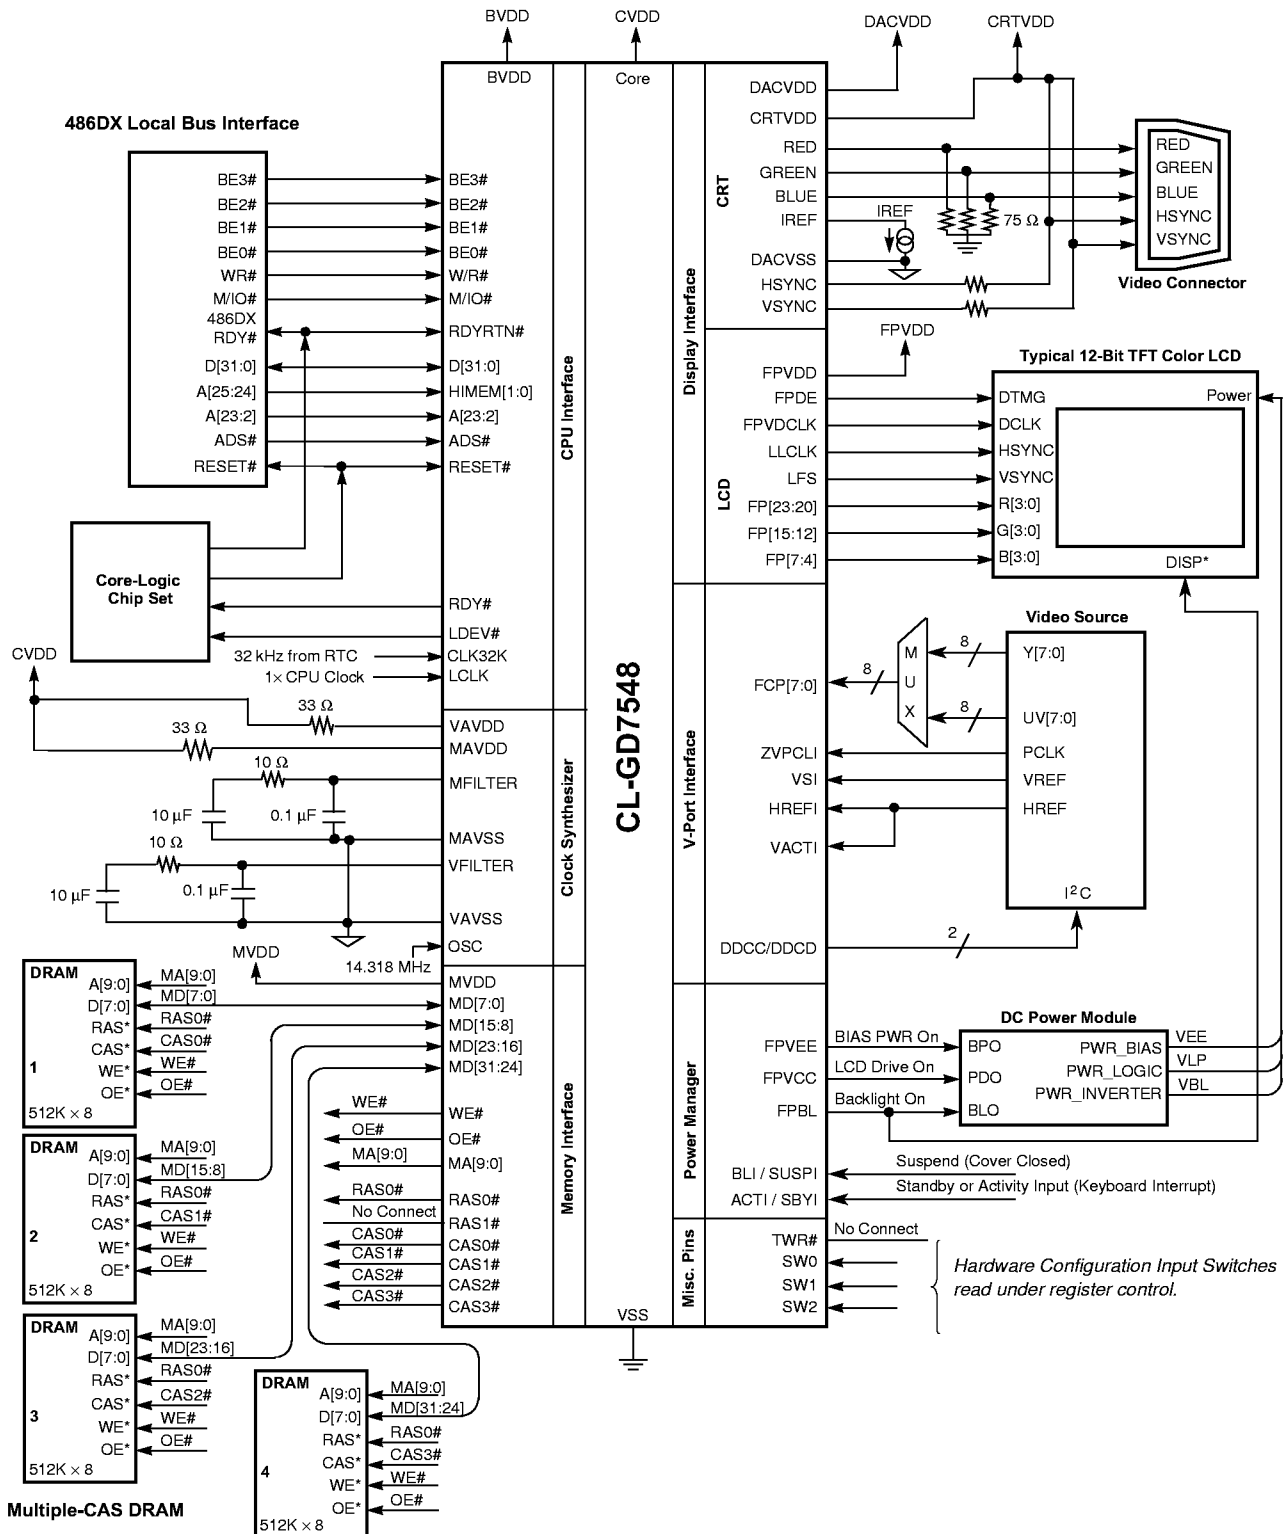 BVDD
CVDD
DACVDD
CRTVDD
BVDD
Core
486DX Local Bus Interface
BE3#
BE2#
BE1#
BE0#
WR#
M/IO#
486DX
RDY#
D[31:0]
A[25:24]
A[23:2]
ADS#
RESET#
BE3#
BE2#
BE1#
BE0#
W/R#
M/IO#
RDYRTN#
D[31:0]
HIMEM[1:0]
A[23:2]
ADS#
RESET#
RDY#
LDEV#
CLK32K
LCLK
CPU Interface
Core-Logic
Chip Set
32 kHz from RTC
1× CPU Clock
CVDD
33 Ω
33 Ω
10 Ω
10 µF
0.1 µF
10 Ω
10 µF
0.1 µF
14.318 MHz
VAVDD
MAVDD
MFILTER
MAVSS
VFILTER
VAVSS
OSC
Clock Synthesizer
MVDD
MVDD
MD[7:0]
MD[15:8]
MD[23:16]
MD[31:24]
WE#
OE#
MA[9:0]
RAS0#
RAS1#
CAS0#
CAS1#
CAS2#
CAS3#
Memory Interface
WE#
OE#
MA[9:0]
RAS0#
No Connect
CAS0#
CAS1#
CAS2#
CAS3#
CL-GD7548
VSS
Display Interface
CRT
DACVDD
CRTVDD
RED
GREEN
BLUE
IREF
DACVSS
HSYNC
VSYNC
IREF
75 Ω
RED
GREEN
BLUE
HSYNC
VSYNC
Video Connector
LCD
FPVDD
FPVDD
FPDE
FPVDCLK
LLCLK
LFS
FP[23:20]
FP[15:12]
FP[7:4]
Typical 12-Bit TFT Color LCD
DTMG
DCLK
HSYNC
VSYNC
R[3:0]
G[3:0]
B[3:0]
Power
DISP*
V-Port Interface
FCP[7:0]
ZVPCLI
VSI
HREFI
VACTI
DDCC/DDCD
8
M
U
X
8
8
2
Video Source
Y[7:0]
UV[7:0]
PCLK
VREF
HREF
I2C
Power Manager
FPVEE
FPVCC
FPBL
BLI / SUSPI
ACTI / SBYI
BIAS PWR On
LCD Drive On
Backlight On
Suspend (Cover Closed)
Standby or Activity Input (Keyboard Interrupt)
DC Power Module
BPO
PDO
BLO
PWR_BIAS
PWR_LOGIC
PWR_INVERTER
VEE
VLP
VBL
Misc. Pins
TWR#
SW0
SW1
SW2
No Connect
Hardware Configuration Input Switches
read under register control.
DRAM
A[9:0]
D[7:0]
RAS*
CAS*
WE*
OE*
1
512K × 8
MA[9:0]
MD[7:0]
RAS0#
CAS0#
WE#
OE#
DRAM
A[9:0]
D[7:0]
RAS*
CAS*
WE*
OE*
2
512K × 8
MA[9:0]
MD[15:8]
RAS0#
CAS1#
WE#
OE#
DRAM
A[9:0]
D[7:0]
RAS*
CAS*
WE*
OE*
3
512K × 8
MA[9:0]
MD[23:16]
RAS0#
CAS2#
WE#
OE#
DRAM
A[9:0]
D[7:0]
RAS*
CAS*
WE*
OE*
4
512K × 8
MA[9:0]
MD[31:24]
RAS0#
CAS3#
WE#
OE#
Multiple-CAS DRAM